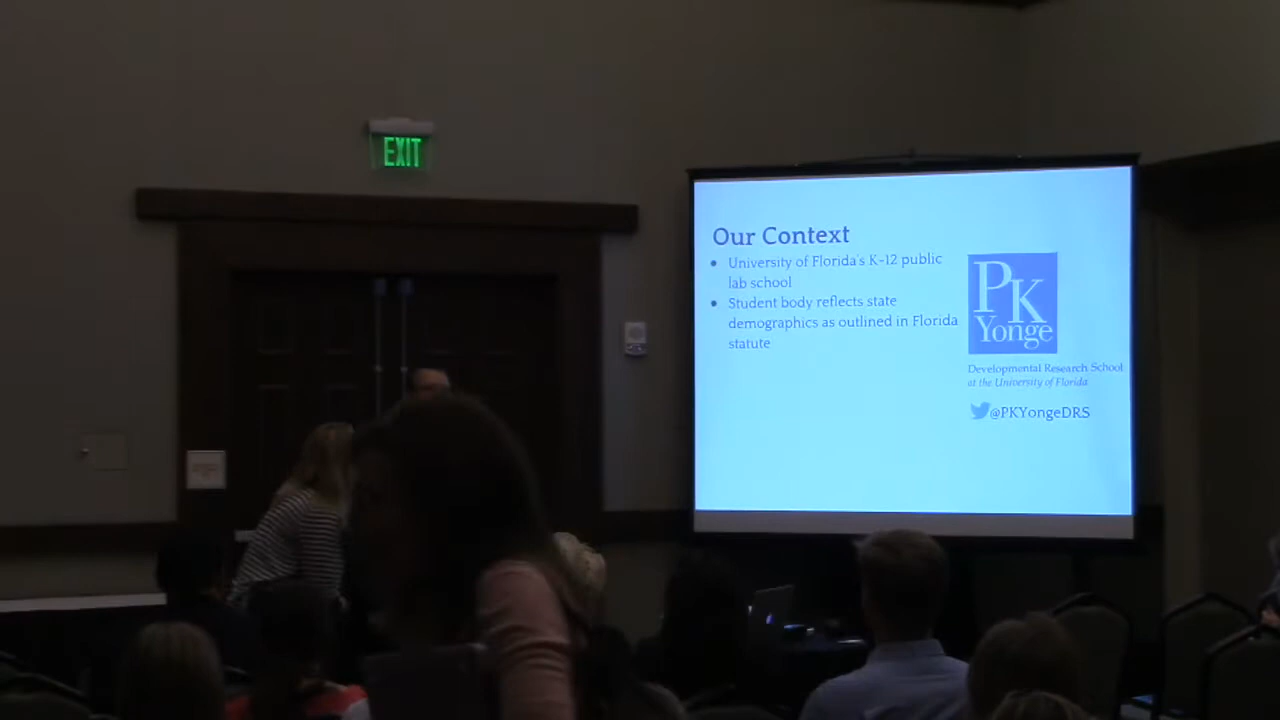 EXIT
Our Context
• University of Florida's K-12 public
lab school
• Student body reflects state
demographics as outlined in Florida
statute
PK
Yonge
Developmental Research School
at the University of Florida
@PKYongeDRS